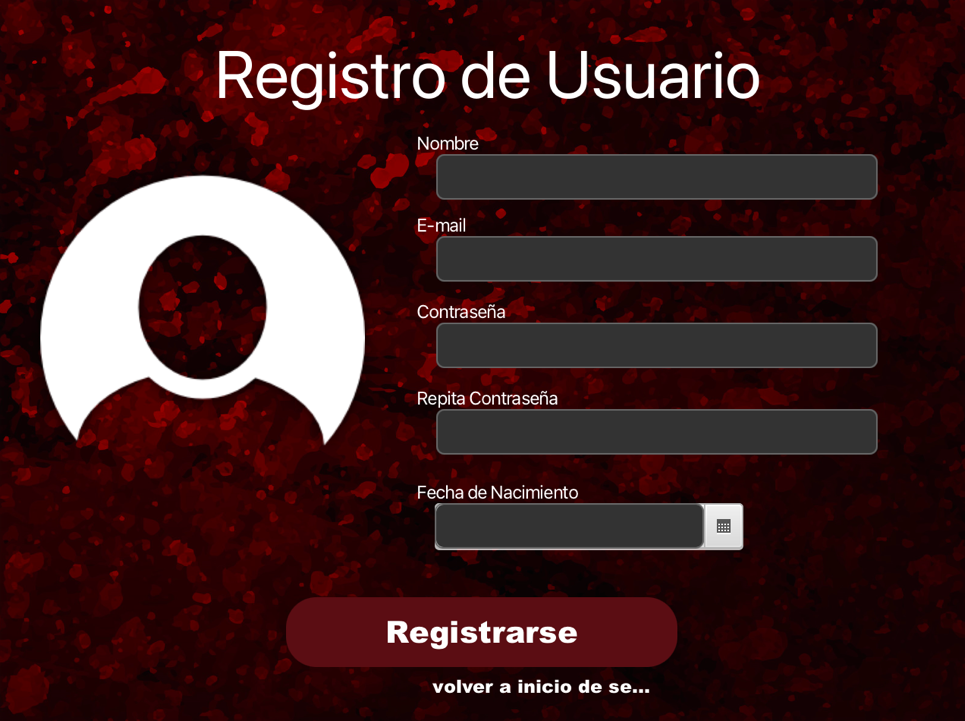 Registro de Usuario
Nombre
E-mail
Contraseña
Repita Contraseña
Fecha de Nacimiento
Registrarse
volver a inicio de se...